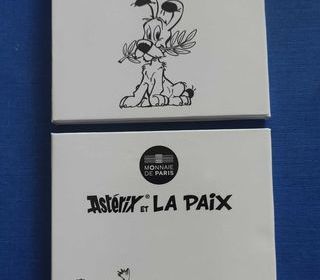 MONNAIE
DE PARIS
Astérix ET LA PAIX